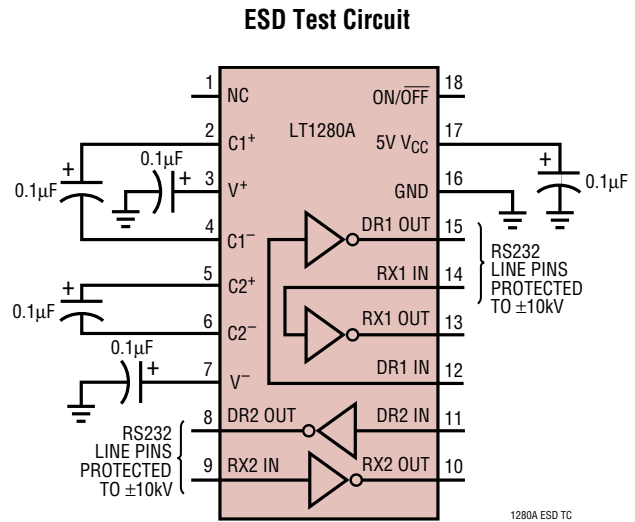 ESD Test Circuit
1
NC
18
ON/OFF
LT1280A
2
C1+
17
5V VCC
0.1µF
+
0.1µF
+
3
V+
16
GND
+
0.1µF
4
C1–
DR1 OUT
15
RS232
LINE PINS
PROTECTED
TO ±10kV
5
C2+
RX1 IN
14
0.1µF
+
6
C2–
RX1 OUT
13
0.1µF
+
7
V–
DR1 IN
12
8
DR2 OUT
DR2 IN
11
RS232
LINE PINS
PROTECTED
TO ±10kV
9
RX2 IN
RX2 OUT
10
1280A ESD TC